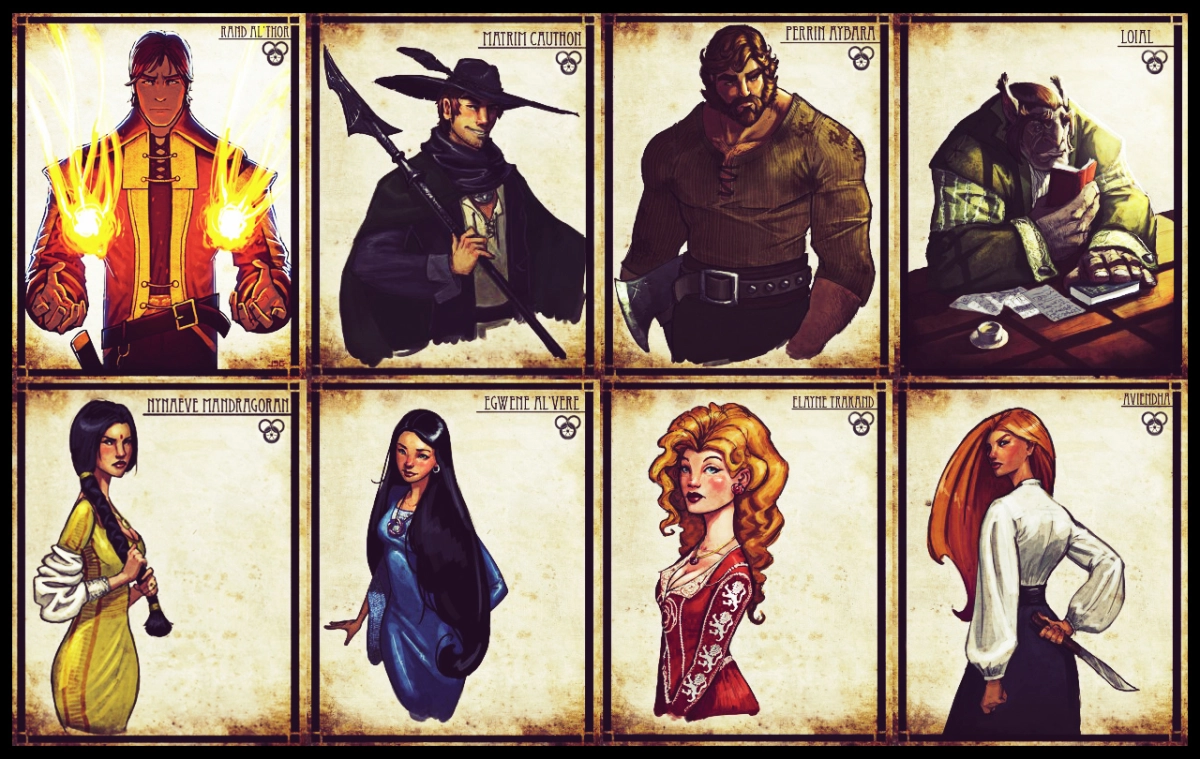 RAND AL'THOR
MATRIM CAUTHON
PERRIN AYBARA
LOIAL
NYNAEVE MANDRAGORAN
EGWENE AL'VERE
ELAYNE TRAKAND
AVIENDHA